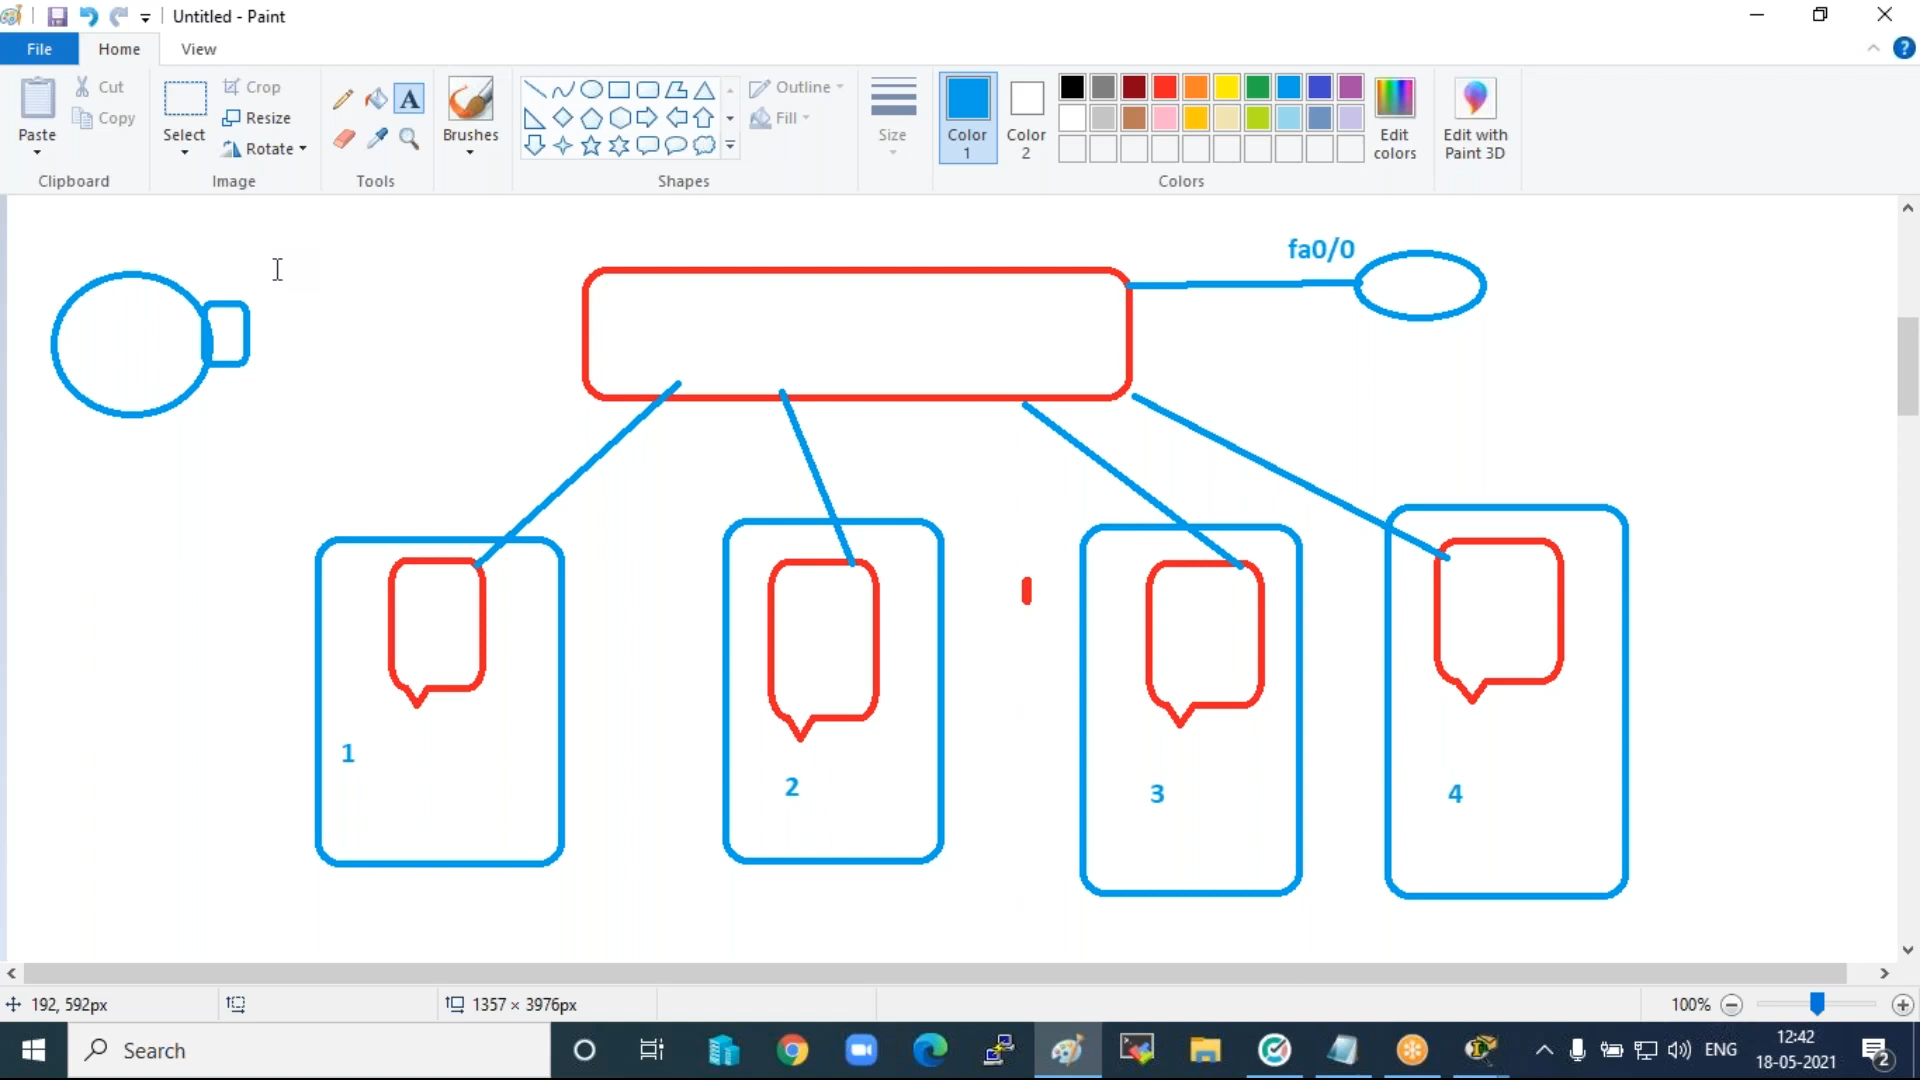 Untitled - Paint
File
Home
View
Paste
Cut
Copy
Clipboard
Select
Crop
Resize
Rotate
Image
A
Tools
Brushes
Shapes
Outline
Fill
Size
Color
1
Color
2
Edit
colors
Colors
Edit with
Paint 3D
fa0/0
1
2
3
4
192, 592px
1357 × 3976px
100%
Search
ENG
12:42
18-05-2021
2